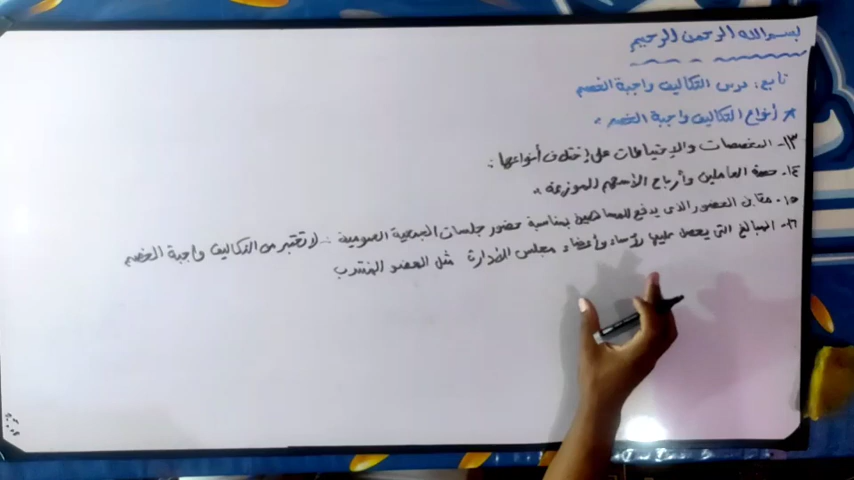 بسم الله الرحمن الرحيم
تابع: درس التكاليف واجبة الخصم
* أنواع التكاليف واجبة الخصم:
١٣- المخصصات والإحتياطات على إختلاف أنواعها:
١٤- حصة العاملين وأرباح الأسهم الموزعة:
١٥- مقابل الحضور الذي يدفع للمساهمين بمناسبة حضور جلسات الجمعية العمومية: لا تعتبر من التكاليف واجبة الخصم
١٦- المبالغ التي يحصل عليها رؤساء وأعضاء مجلس الإدارة مثل العضو المنتدب